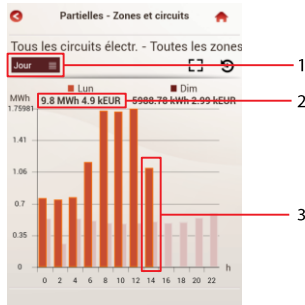 Partielles - Zones et circuits
Tous les circuits électr. - Toutes les zones
Jour
1
Lun Dim
MWh 9.8 MWh 4.9 kEUR 5988.78 kWh 2.99 kEUR
2
1.75981
1.41
1.06
0.7
3
0.35
0
0 2 4 6 8 10 12 14 16 18 20 22 h